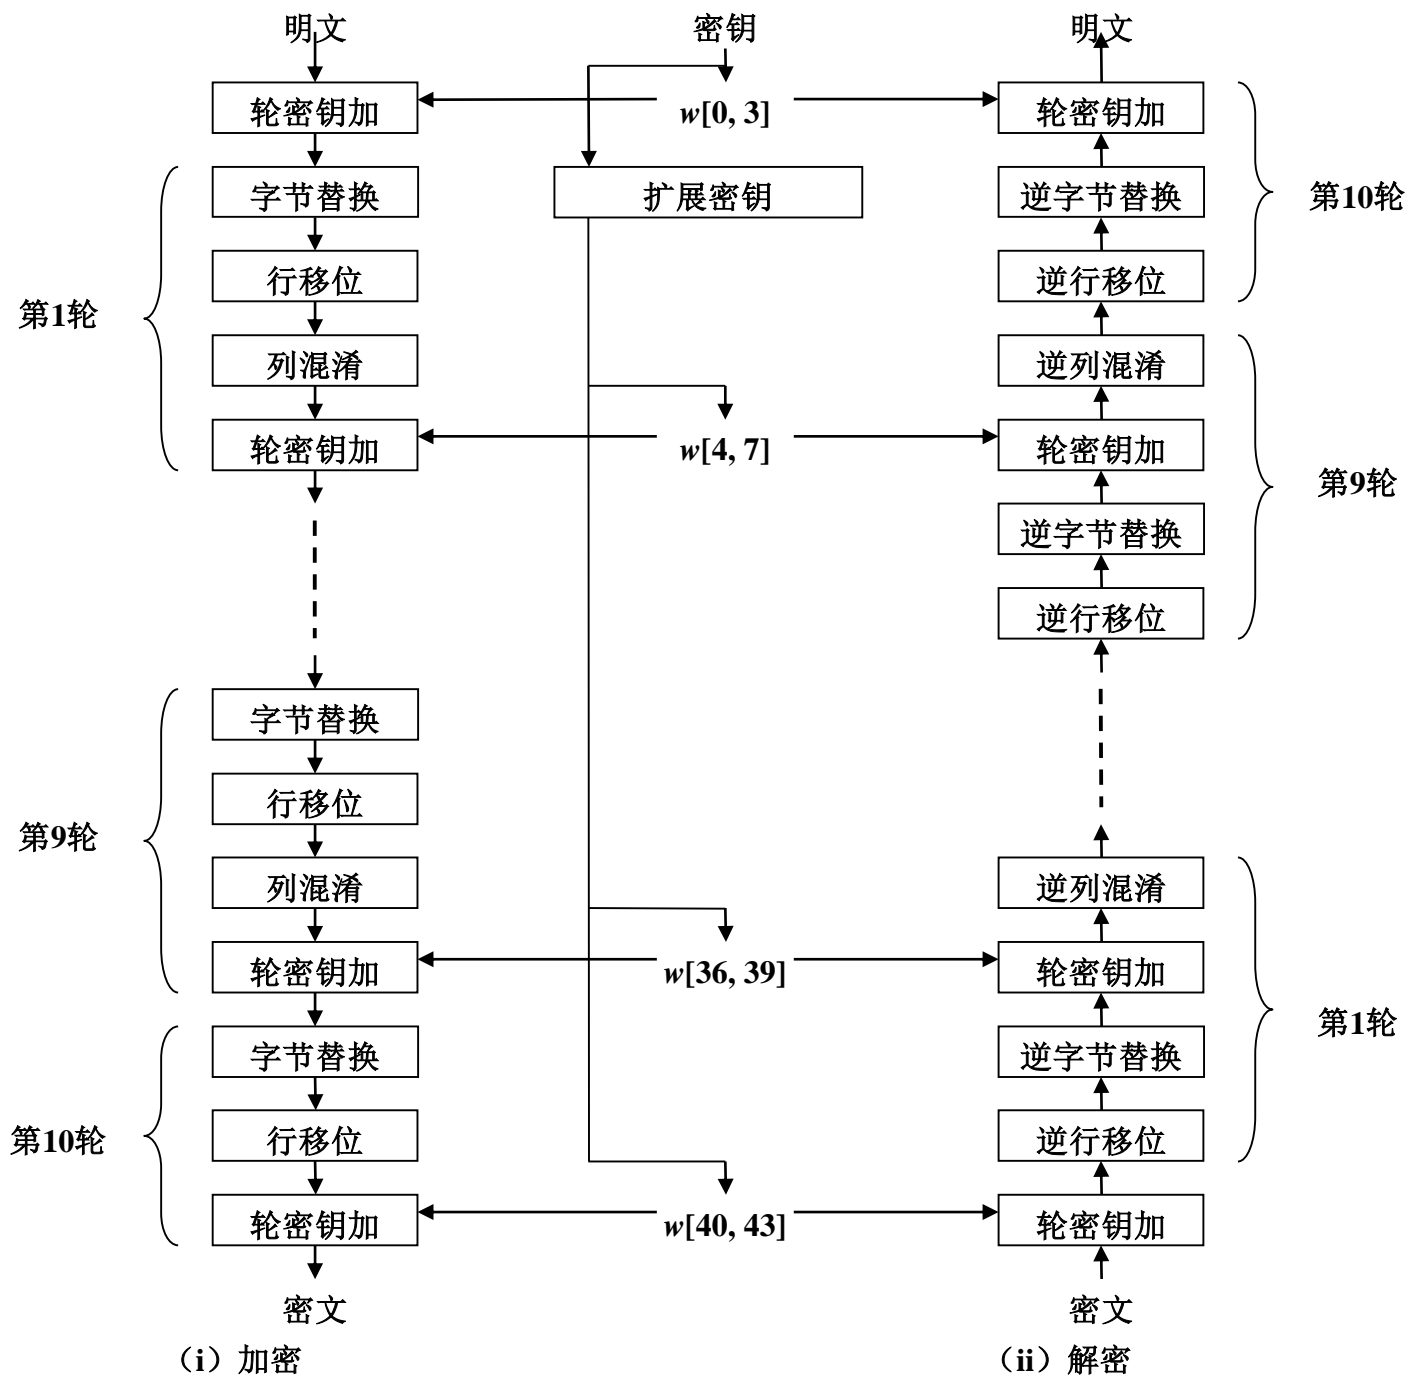 明文
密钥
明文
轮密钥加
w[0, 3]
轮密钥加
字节替换
扩展密钥
逆字节替换
第10轮
行移位
逆行移位
第1轮
列混淆
逆列混淆
轮密钥加
w[4, 7]
轮密钥加
第9轮
逆字节替换
逆行移位
字节替换
行移位
第9轮
列混淆
逆列混淆
轮密钥加
w[36, 39]
轮密钥加
第1轮
字节替换
逆字节替换
第10轮
行移位
逆行移位
轮密钥加
w[40, 43]
轮密钥加
密文
密文
（i）加密
（ii）解密